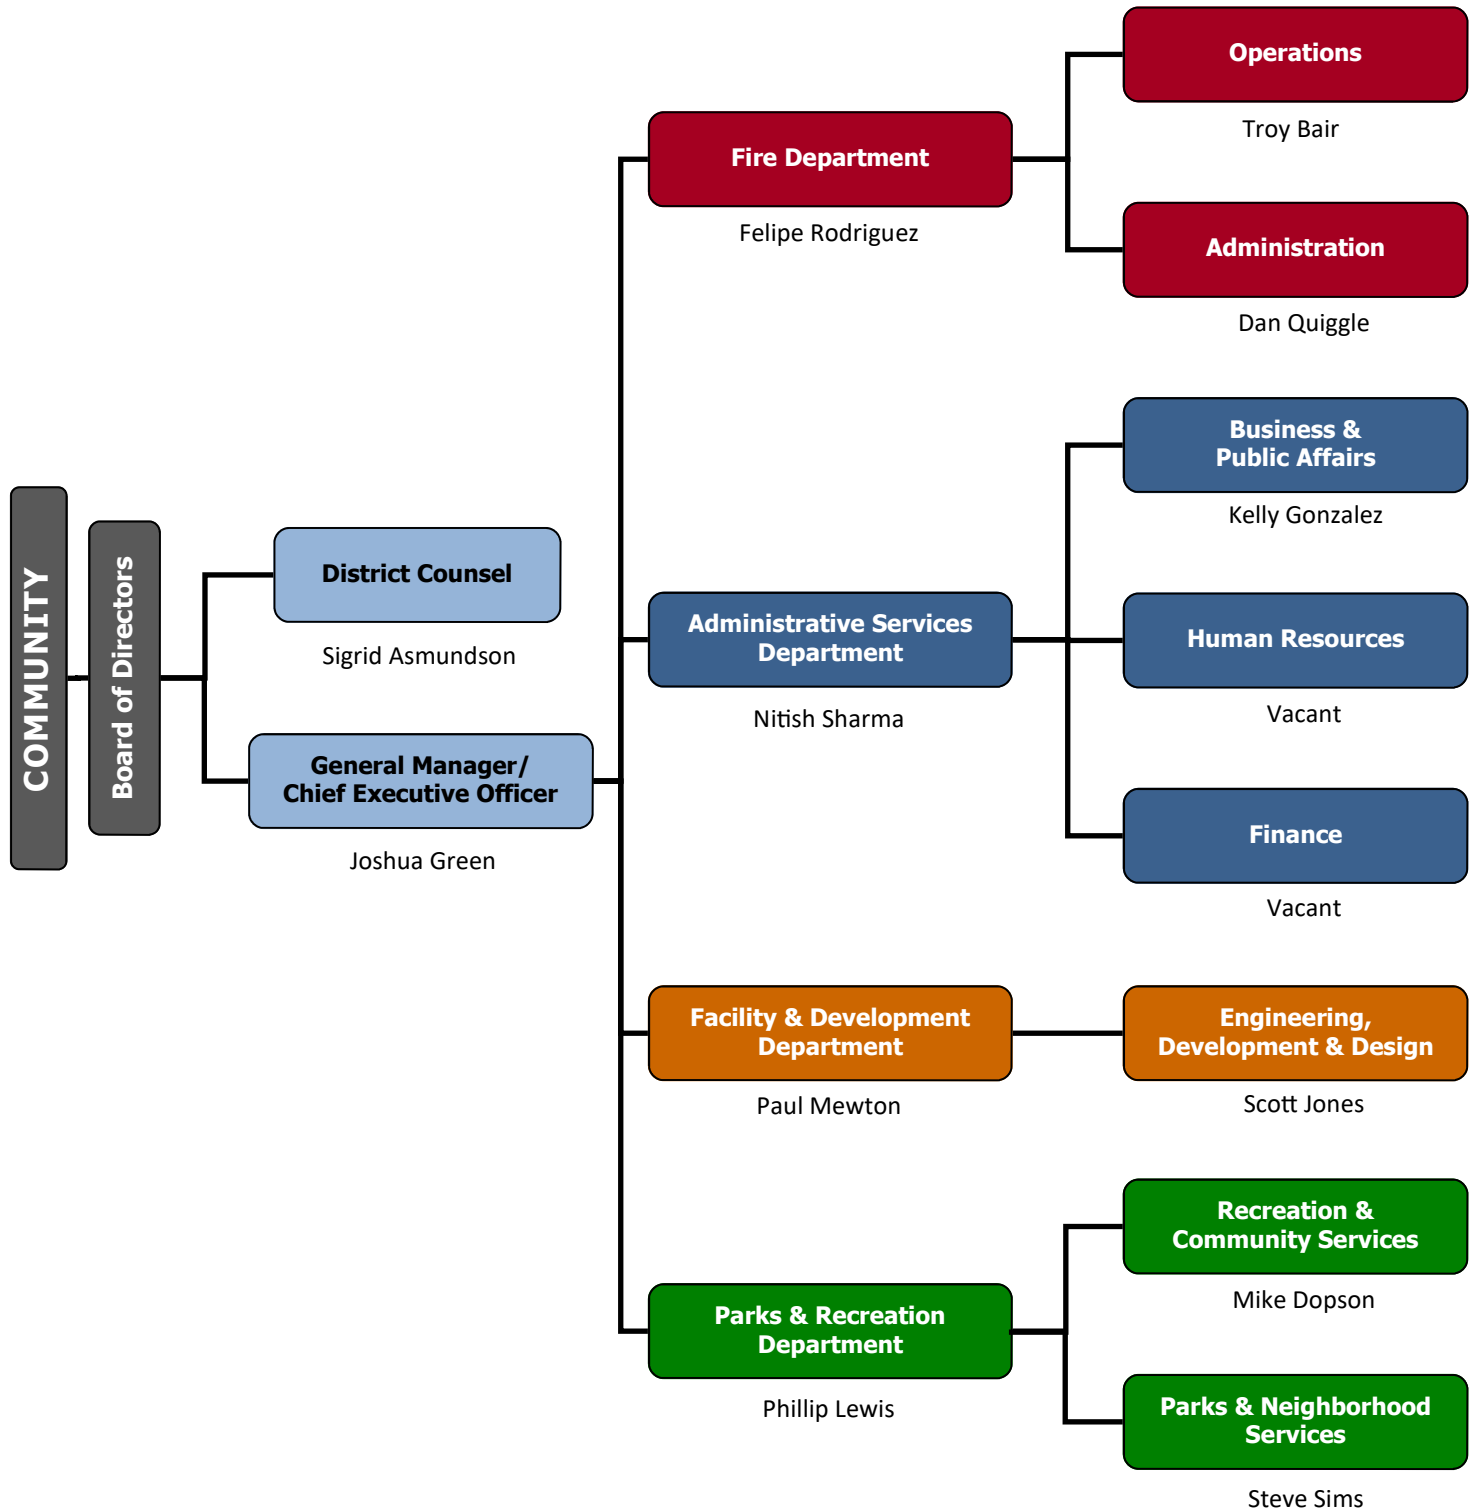 COMMUNITY
Board of Directors
District Counsel
Sigrid Asmundson
General Manager/
Chief Executive Officer
Joshua Green
Fire Department
Felipe Rodriguez
Operations
Troy Bair
Administration
Dan Quiggle
Administrative Services
Department
Nitish Sharma
Business &
Public Affairs
Kelly Gonzalez
Human Resources
Vacant
Finance
Vacant
Facility & Development
Department
Paul Mewton
Engineering,
Development & Design
Scott Jones
Parks & Recreation
Department
Phillip Lewis
Recreation &
Community Services
Mike Dopson
Parks & Neighborhood
Services
Steve Sims